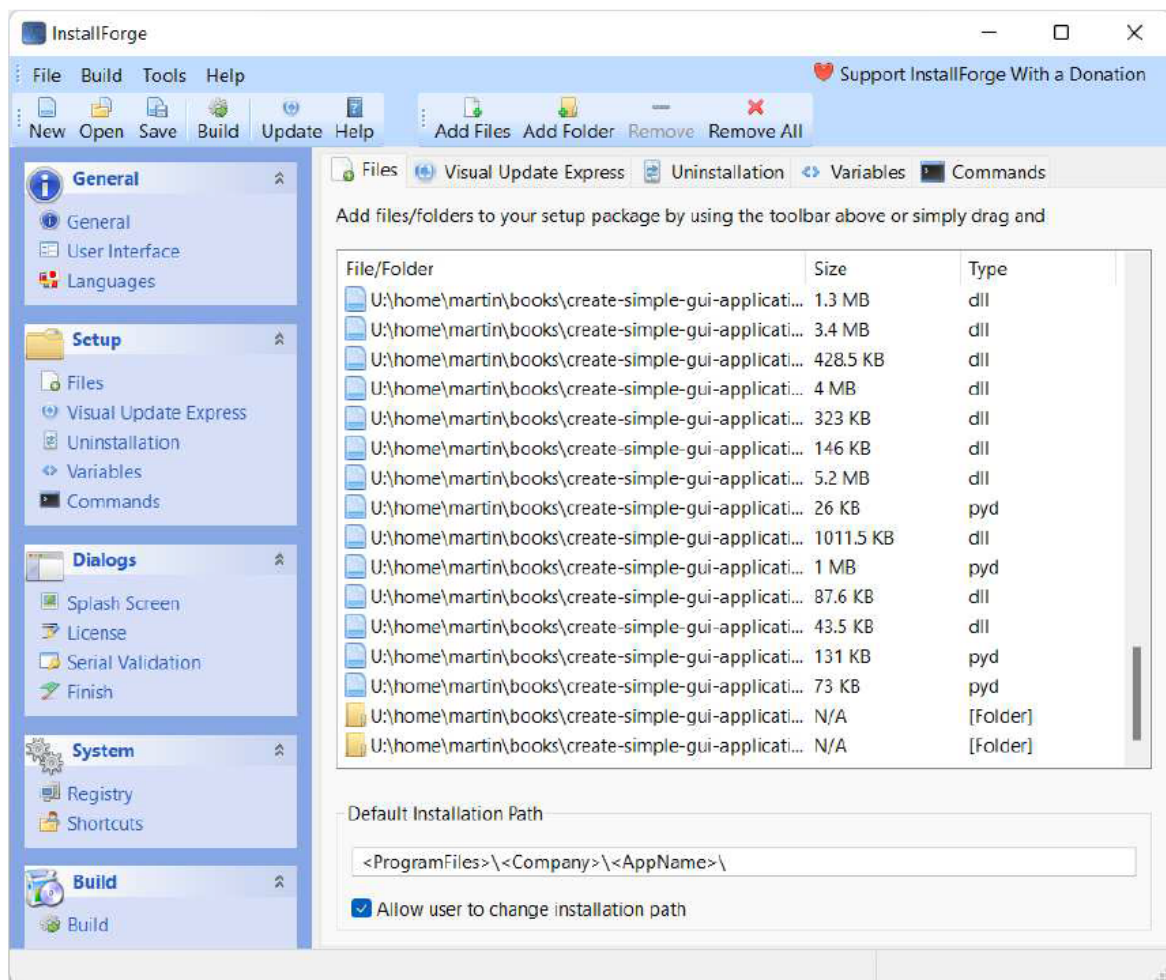 InstallForge
File Build Tools Help
Support InstallForge With a Donation
New Open Save Build Update Help
Add Files Add Folder Remove Remove All
General
General
User Interface
Languages
Setup
Files
Visual Update Express
Uninstallation
Variables
Commands
Dialogs
Splash Screen
License
Serial Validation
Finish
System
Registry
Shortcuts
Build
Build
Files Visual Update Express Uninstallation Variables Commands
Add files/folders to your setup package by using the toolbar above or simply drag and
File/Folder Size Type
U:\home\martin\books\create-simple-gui-applicati... 1.3 MB dll
U:\home\martin\books\create-simple-gui-applicati... 3.4 MB dll
U:\home\martin\books\create-simple-gui-applicati... 428.5 KB dll
U:\home\martin\books\create-simple-gui-applicati... 4 MB dll
U:\home\martin\books\create-simple-gui-applicati... 323 KB dll
U:\home\martin\books\create-simple-gui-applicati... 146 KB dll
U:\home\martin\books\create-simple-gui-applicati... 5.2 MB dll
U:\home\martin\books\create-simple-gui-applicati... 26 KB pyd
U:\home\martin\books\create-simple-gui-applicati... 1011.5 KB dll
U:\home\martin\books\create-simple-gui-applicati... 1 MB pyd
U:\home\martin\books\create-simple-gui-applicati... 87.6 KB dll
U:\home\martin\books\create-simple-gui-applicati... 43.5 KB dll
U:\home\martin\books\create-simple-gui-applicati... 131 KB pyd
U:\home\martin\books\create-simple-gui-applicati... 73 KB pyd
U:\home\martin\books\create-simple-gui-applicati... N/A [Folder]
U:\home\martin\books\create-simple-gui-applicati... N/A [Folder]
Default Installation Path
<ProgramFiles>\<Company>\<AppName>\
Allow user to change installation path